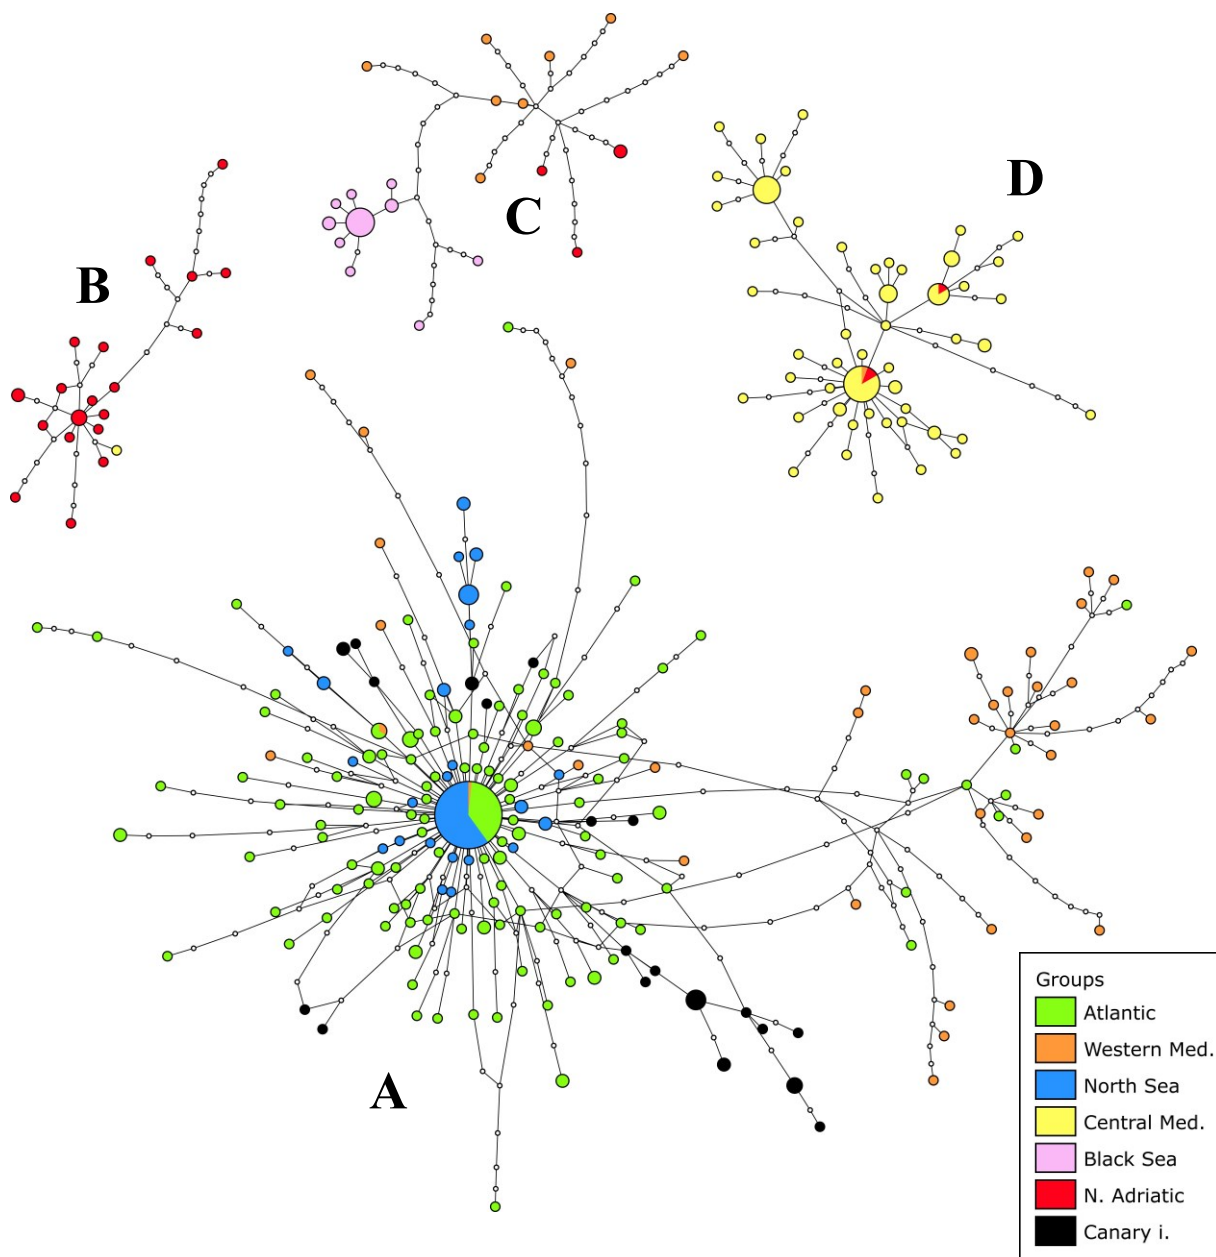 C
D
B
A
Groups
Atlantic
Western Med.
North Sea
Central Med.
Black Sea
N. Adriatic
Canary i.